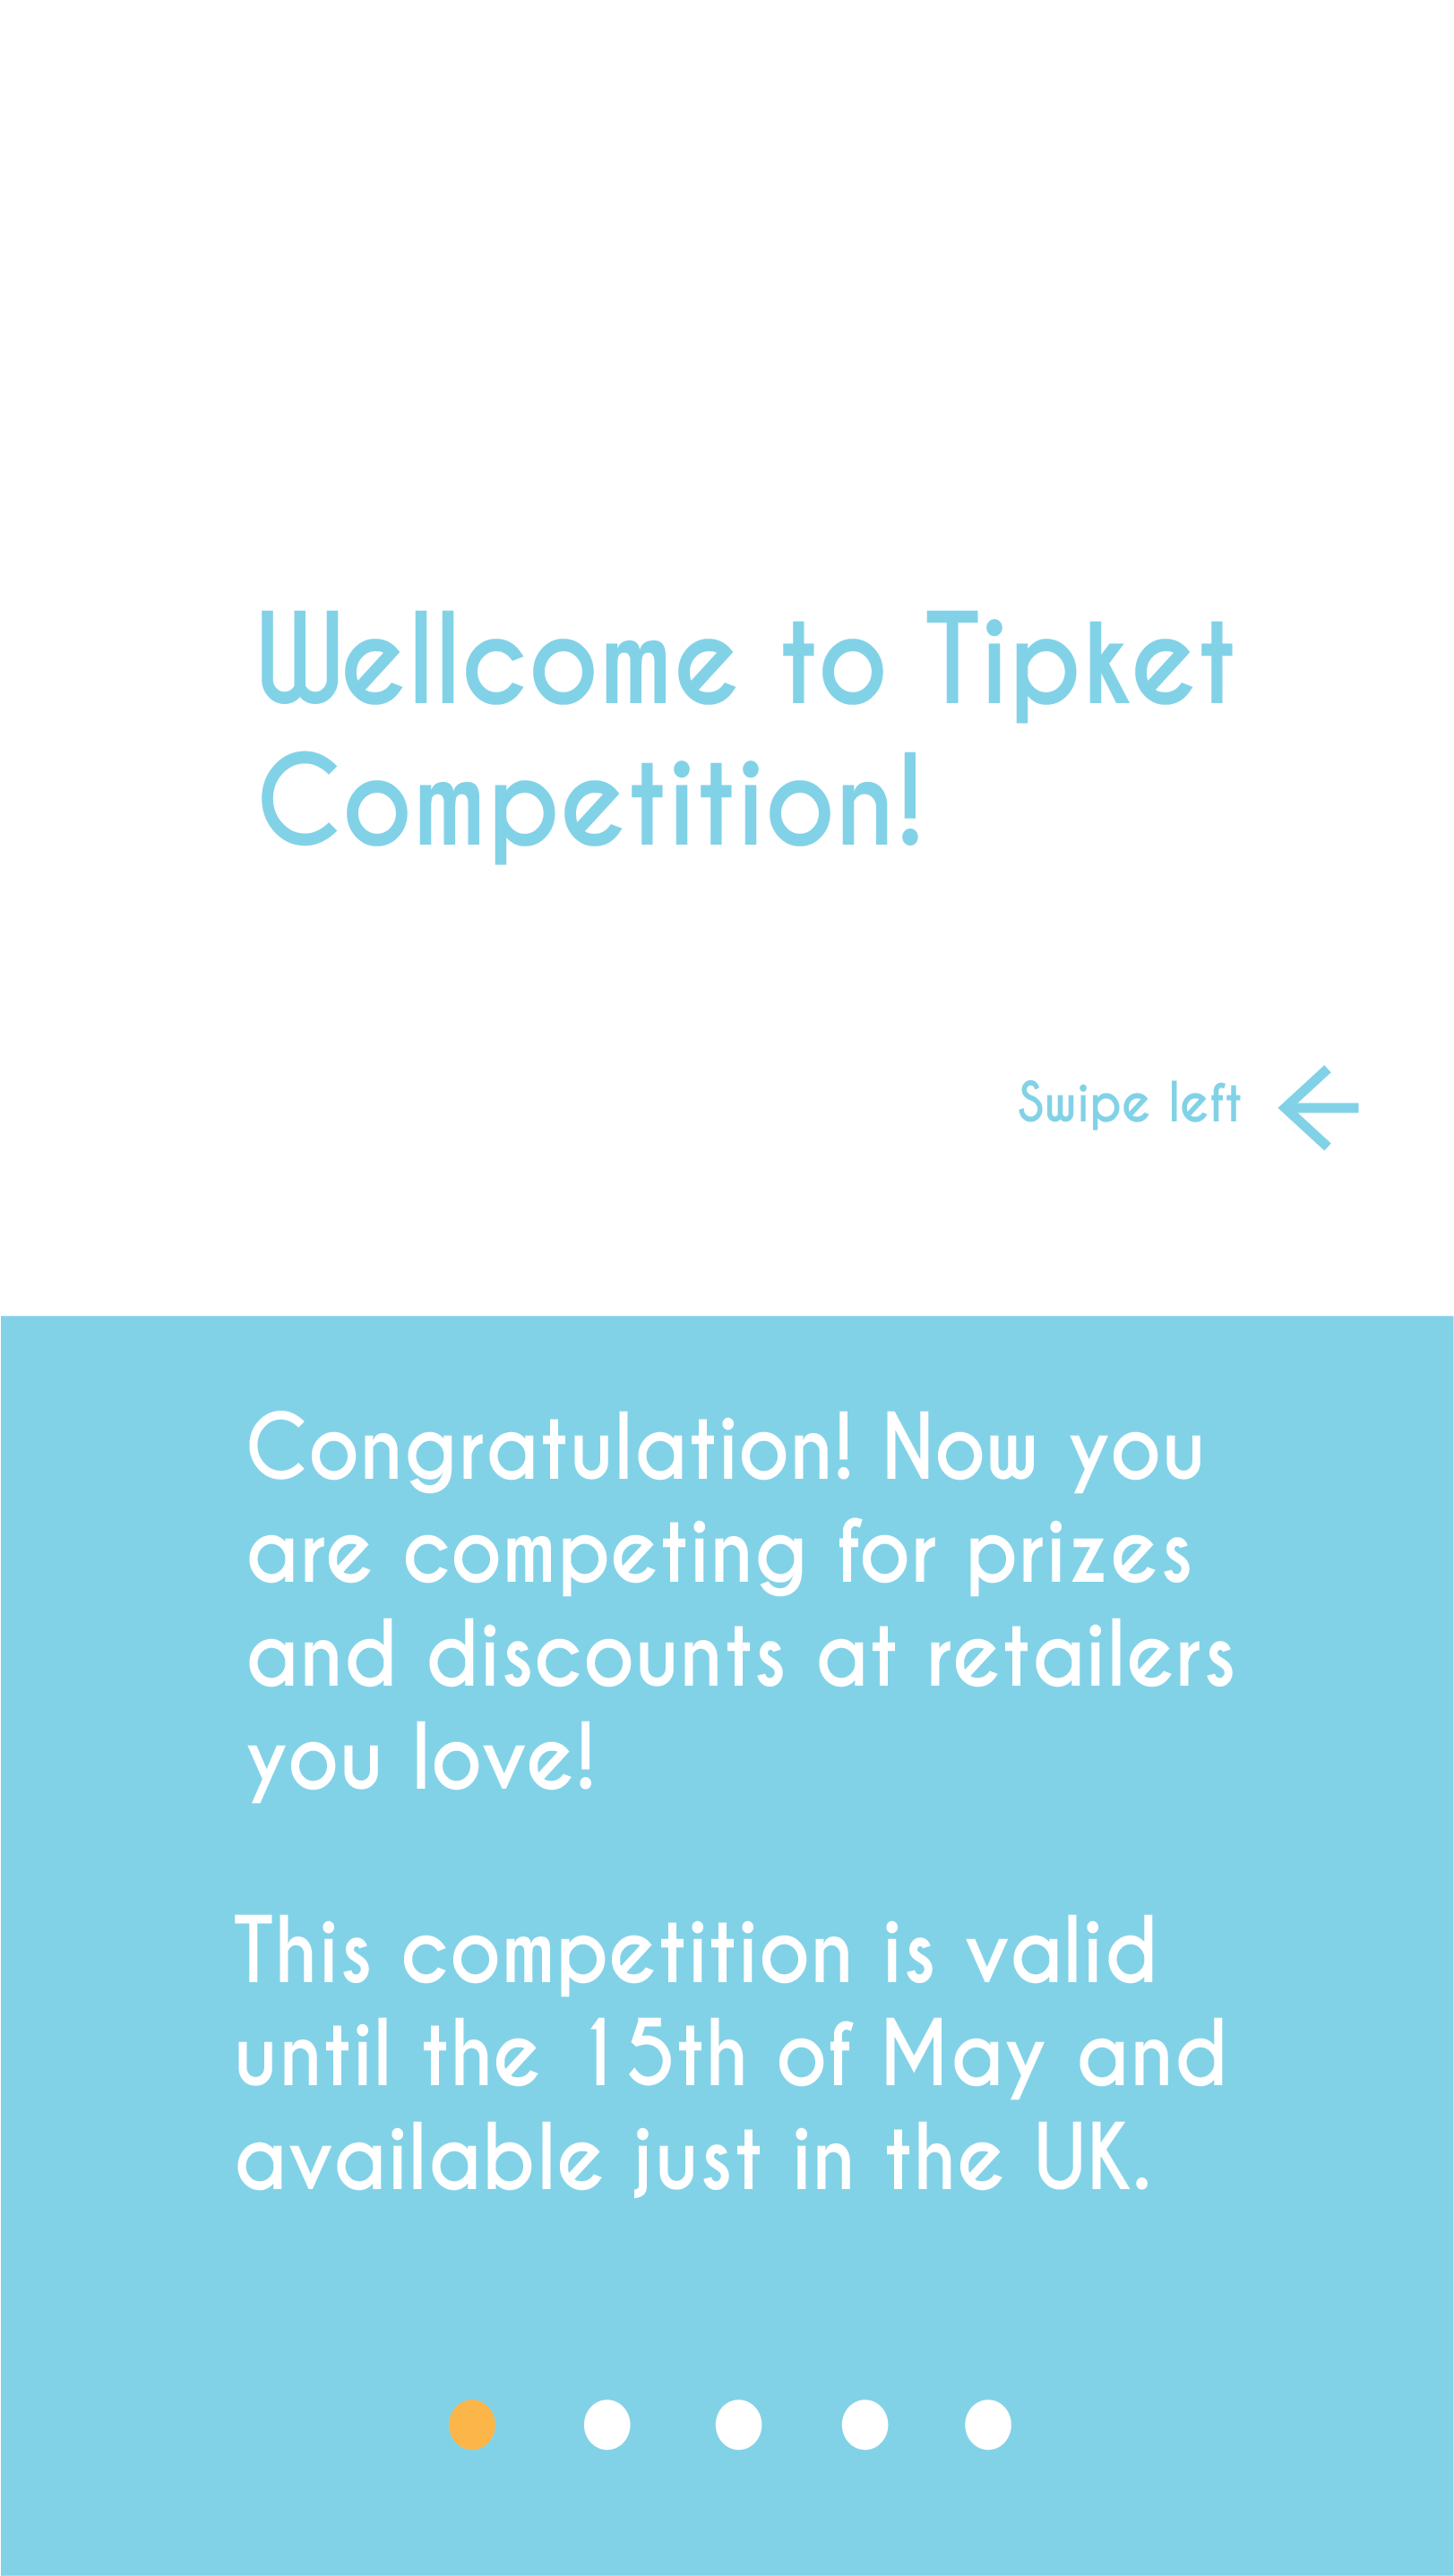 Wellcome to Tipket
Competition!
Swipe left
Congratulation! Now you
are competing for prizes
and discounts at retailers
you love!
This competition is valid
until the 15th of May and
available just in the UK.